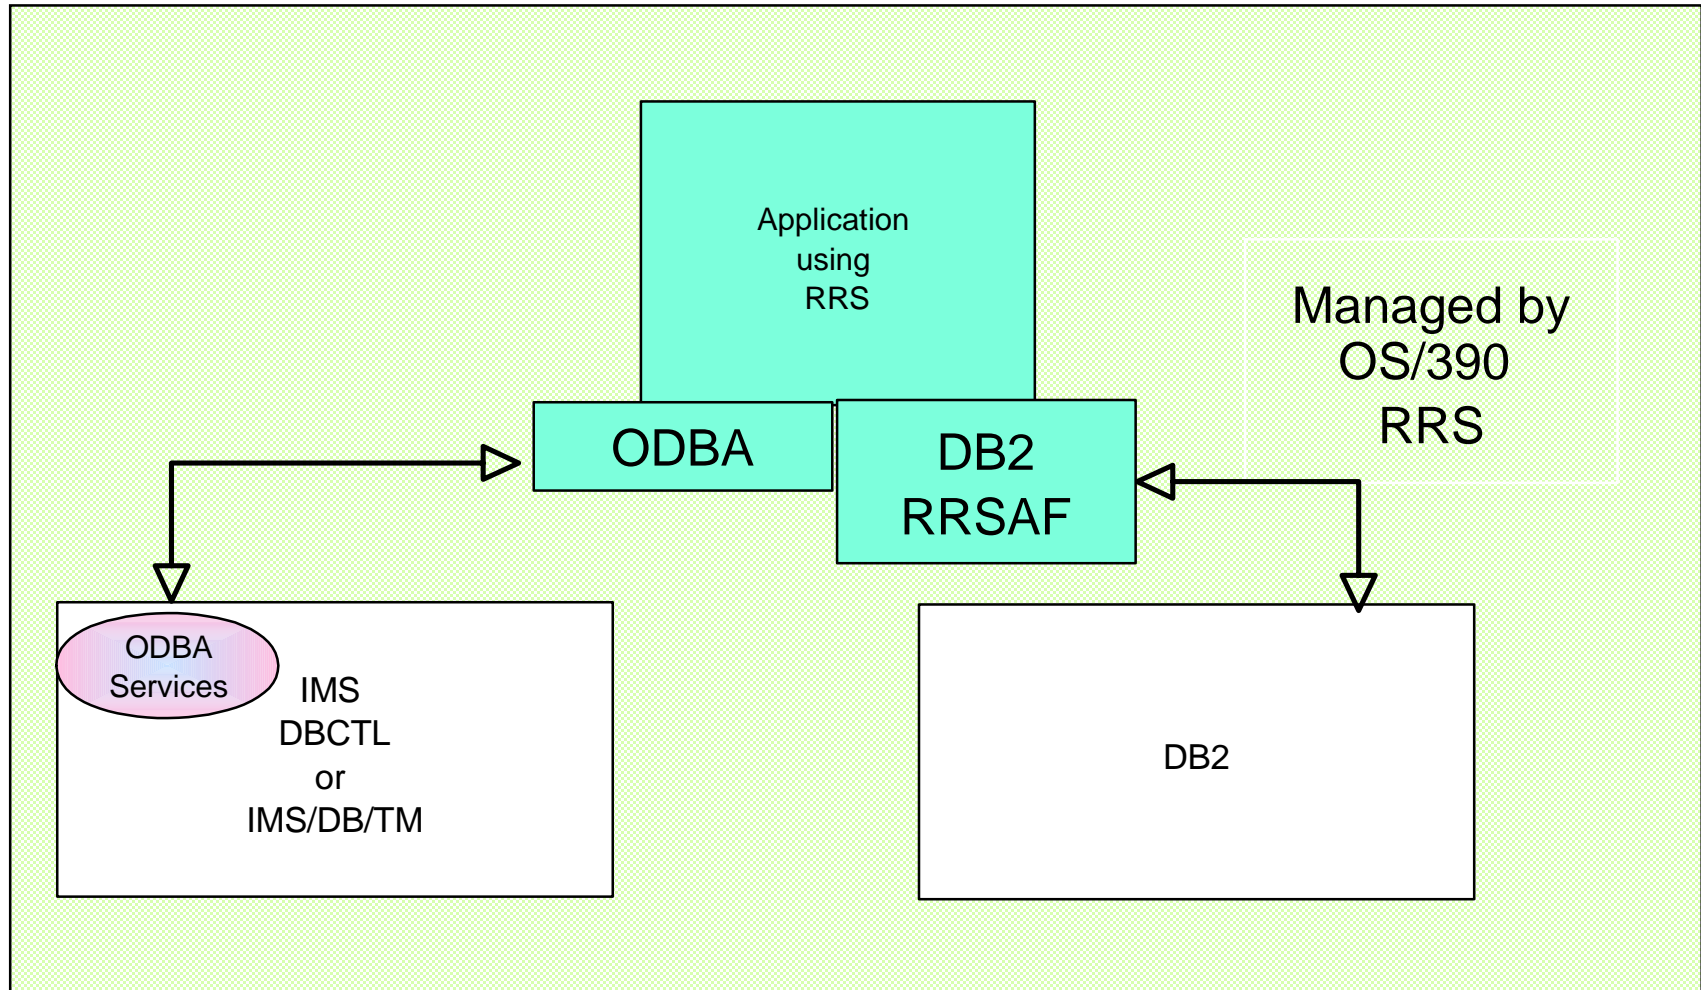 Application
using
RRS
Managed by
OS/390
RRS
ODBA
DB2
RRSAF
ODBA
Services
IMS
DBCTL
or
IMS/DB/TM
DB2